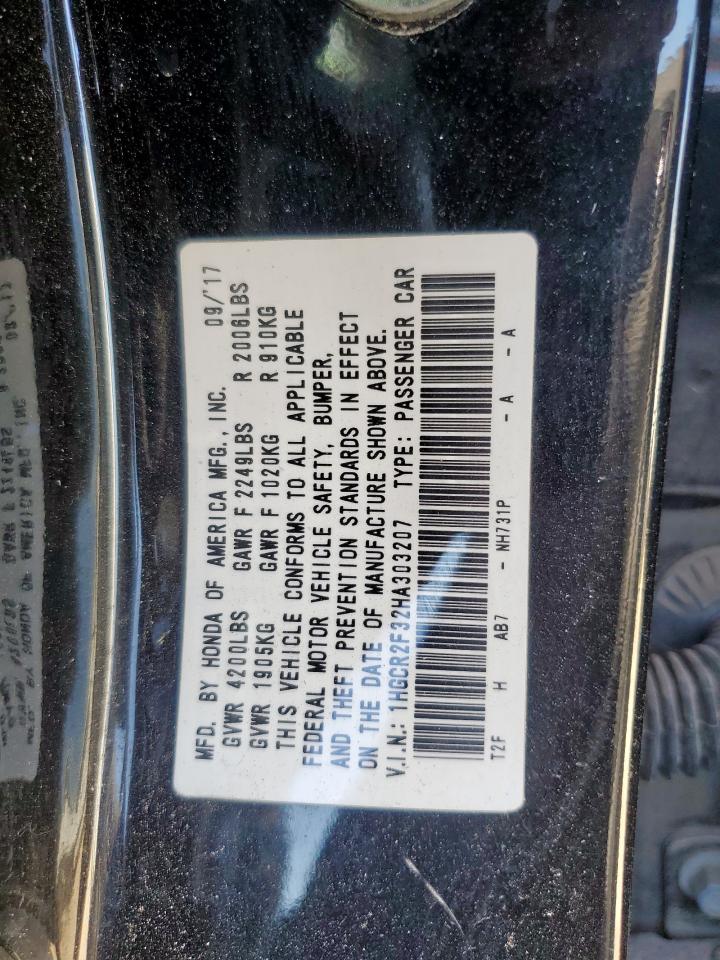 MFD. BY HONDA OF AMERICA MFG., INC. 09/'17
GVWR 4200LBS GAWR F 2249LBS R 2006LBS
GVWR 1905KG GAWR F 1020KG R 910KG
THIS VEHICLE CONFORMS TO ALL APPLICABLE
FEDERAL MOTOR VEHICLE SAFETY, BUMPER,
AND THEFT PREVENTION STANDARDS IN EFFECT
ON THE DATE OF MANUFACTURE SHOWN ABOVE.
V.I.N.: 1HGCR2F32HA303207 TYPE: PASSENGER CAR
T2F H AB7 - NH731P - A - A